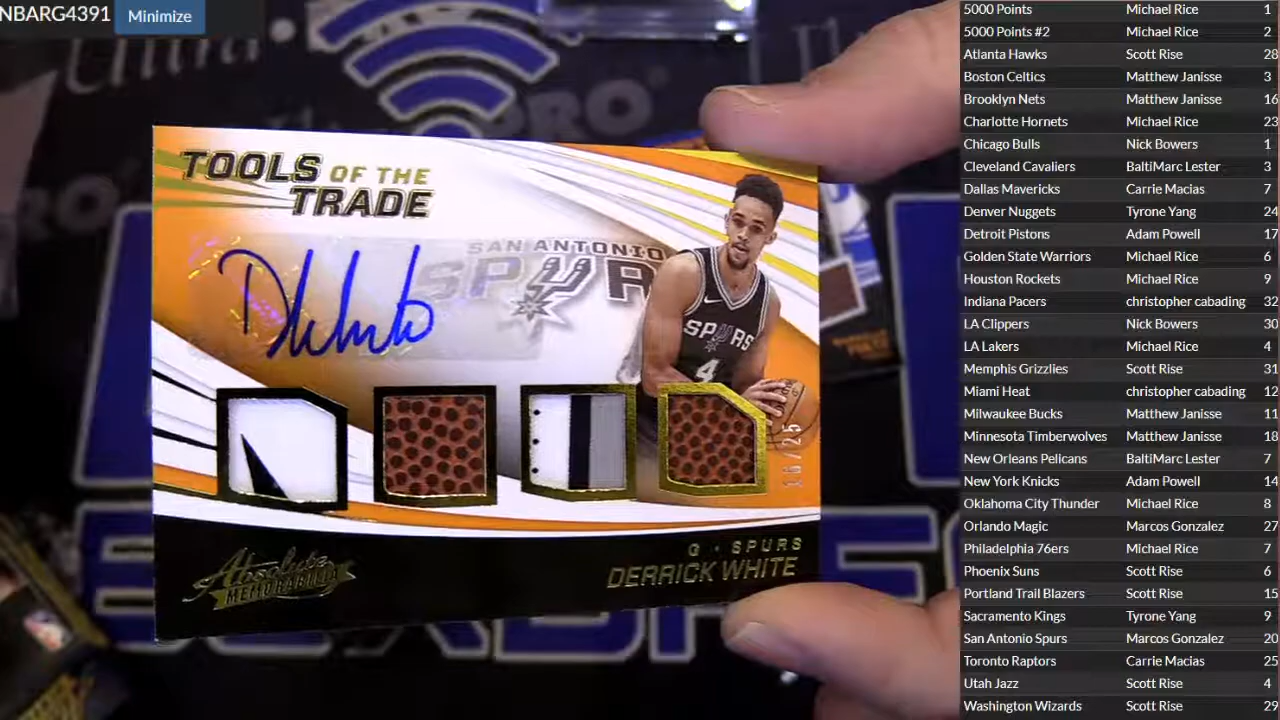 NBARG4391 Minimize
TOOLS OF THE
TRADE
SAN ANTONIO
SPUR
SPURS
4
16/25
G · SPURS
DERRICK WHITE
Absolute
MEMORABILIA
PRO
5000 Points Michael Rice 1
5000 Points #2 Michael Rice 2
Atlanta Hawks Scott Rise 28
Boston Celtics Matthew Janisse 3
Brooklyn Nets Matthew Janisse 16
Charlotte Hornets Michael Rice 23
Chicago Bulls Nick Bowers 1
Cleveland Cavaliers BaltiMarc Lester 3
Dallas Mavericks Carrie Macias 7
Denver Nuggets Tyrone Yang 24
Detroit Pistons Adam Powell 17
Golden State Warriors Michael Rice 6
Houston Rockets Michael Rice 9
Indiana Pacers christopher cabading 32
LA Clippers Nick Bowers 30
LA Lakers Michael Rice 4
Memphis Grizzlies Scott Rise 31
Miami Heat christopher cabading 12
Milwaukee Bucks Matthew Janisse 11
Minnesota Timberwolves Matthew Janisse 18
New Orleans Pelicans BaltiMarc Lester 7
New York Knicks Adam Powell 14
Oklahoma City Thunder Michael Rice 8
Orlando Magic Marcos Gonzalez 27
Philadelphia 76ers Michael Rice 7
Phoenix Suns Scott Rise 6
Portland Trail Blazers Scott Rise 15
Sacramento Kings Tyrone Yang 9
San Antonio Spurs Marcos Gonzalez 20
Toronto Raptors Carrie Macias 25
Utah Jazz Scott Rise 4
Washington Wizards Scott Rise 29